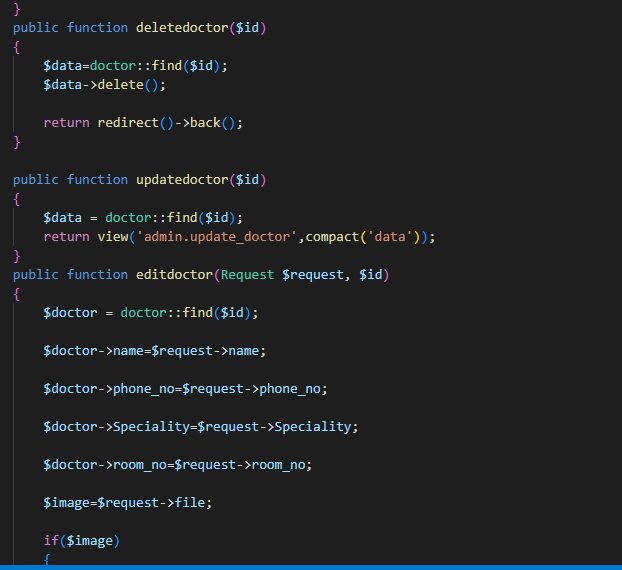 }
public function deletedoctor($id)
{
$data=doctor::find($id);
$data->delete();
return redirect()->back();
}
public function updatedoctor($id)
{
$data = doctor::find($id);
return view('admin.update_doctor',compact('data'));
}
public function editdoctor(Request $request, $id)
{
$doctor = doctor::find($id);
$doctor->name=$request->name;
$doctor->phone_no=$request->phone_no;
$doctor->Speciality=$request->Speciality;
$doctor->room_no=$request->room_no;
$image=$request->file;
if($image)
{